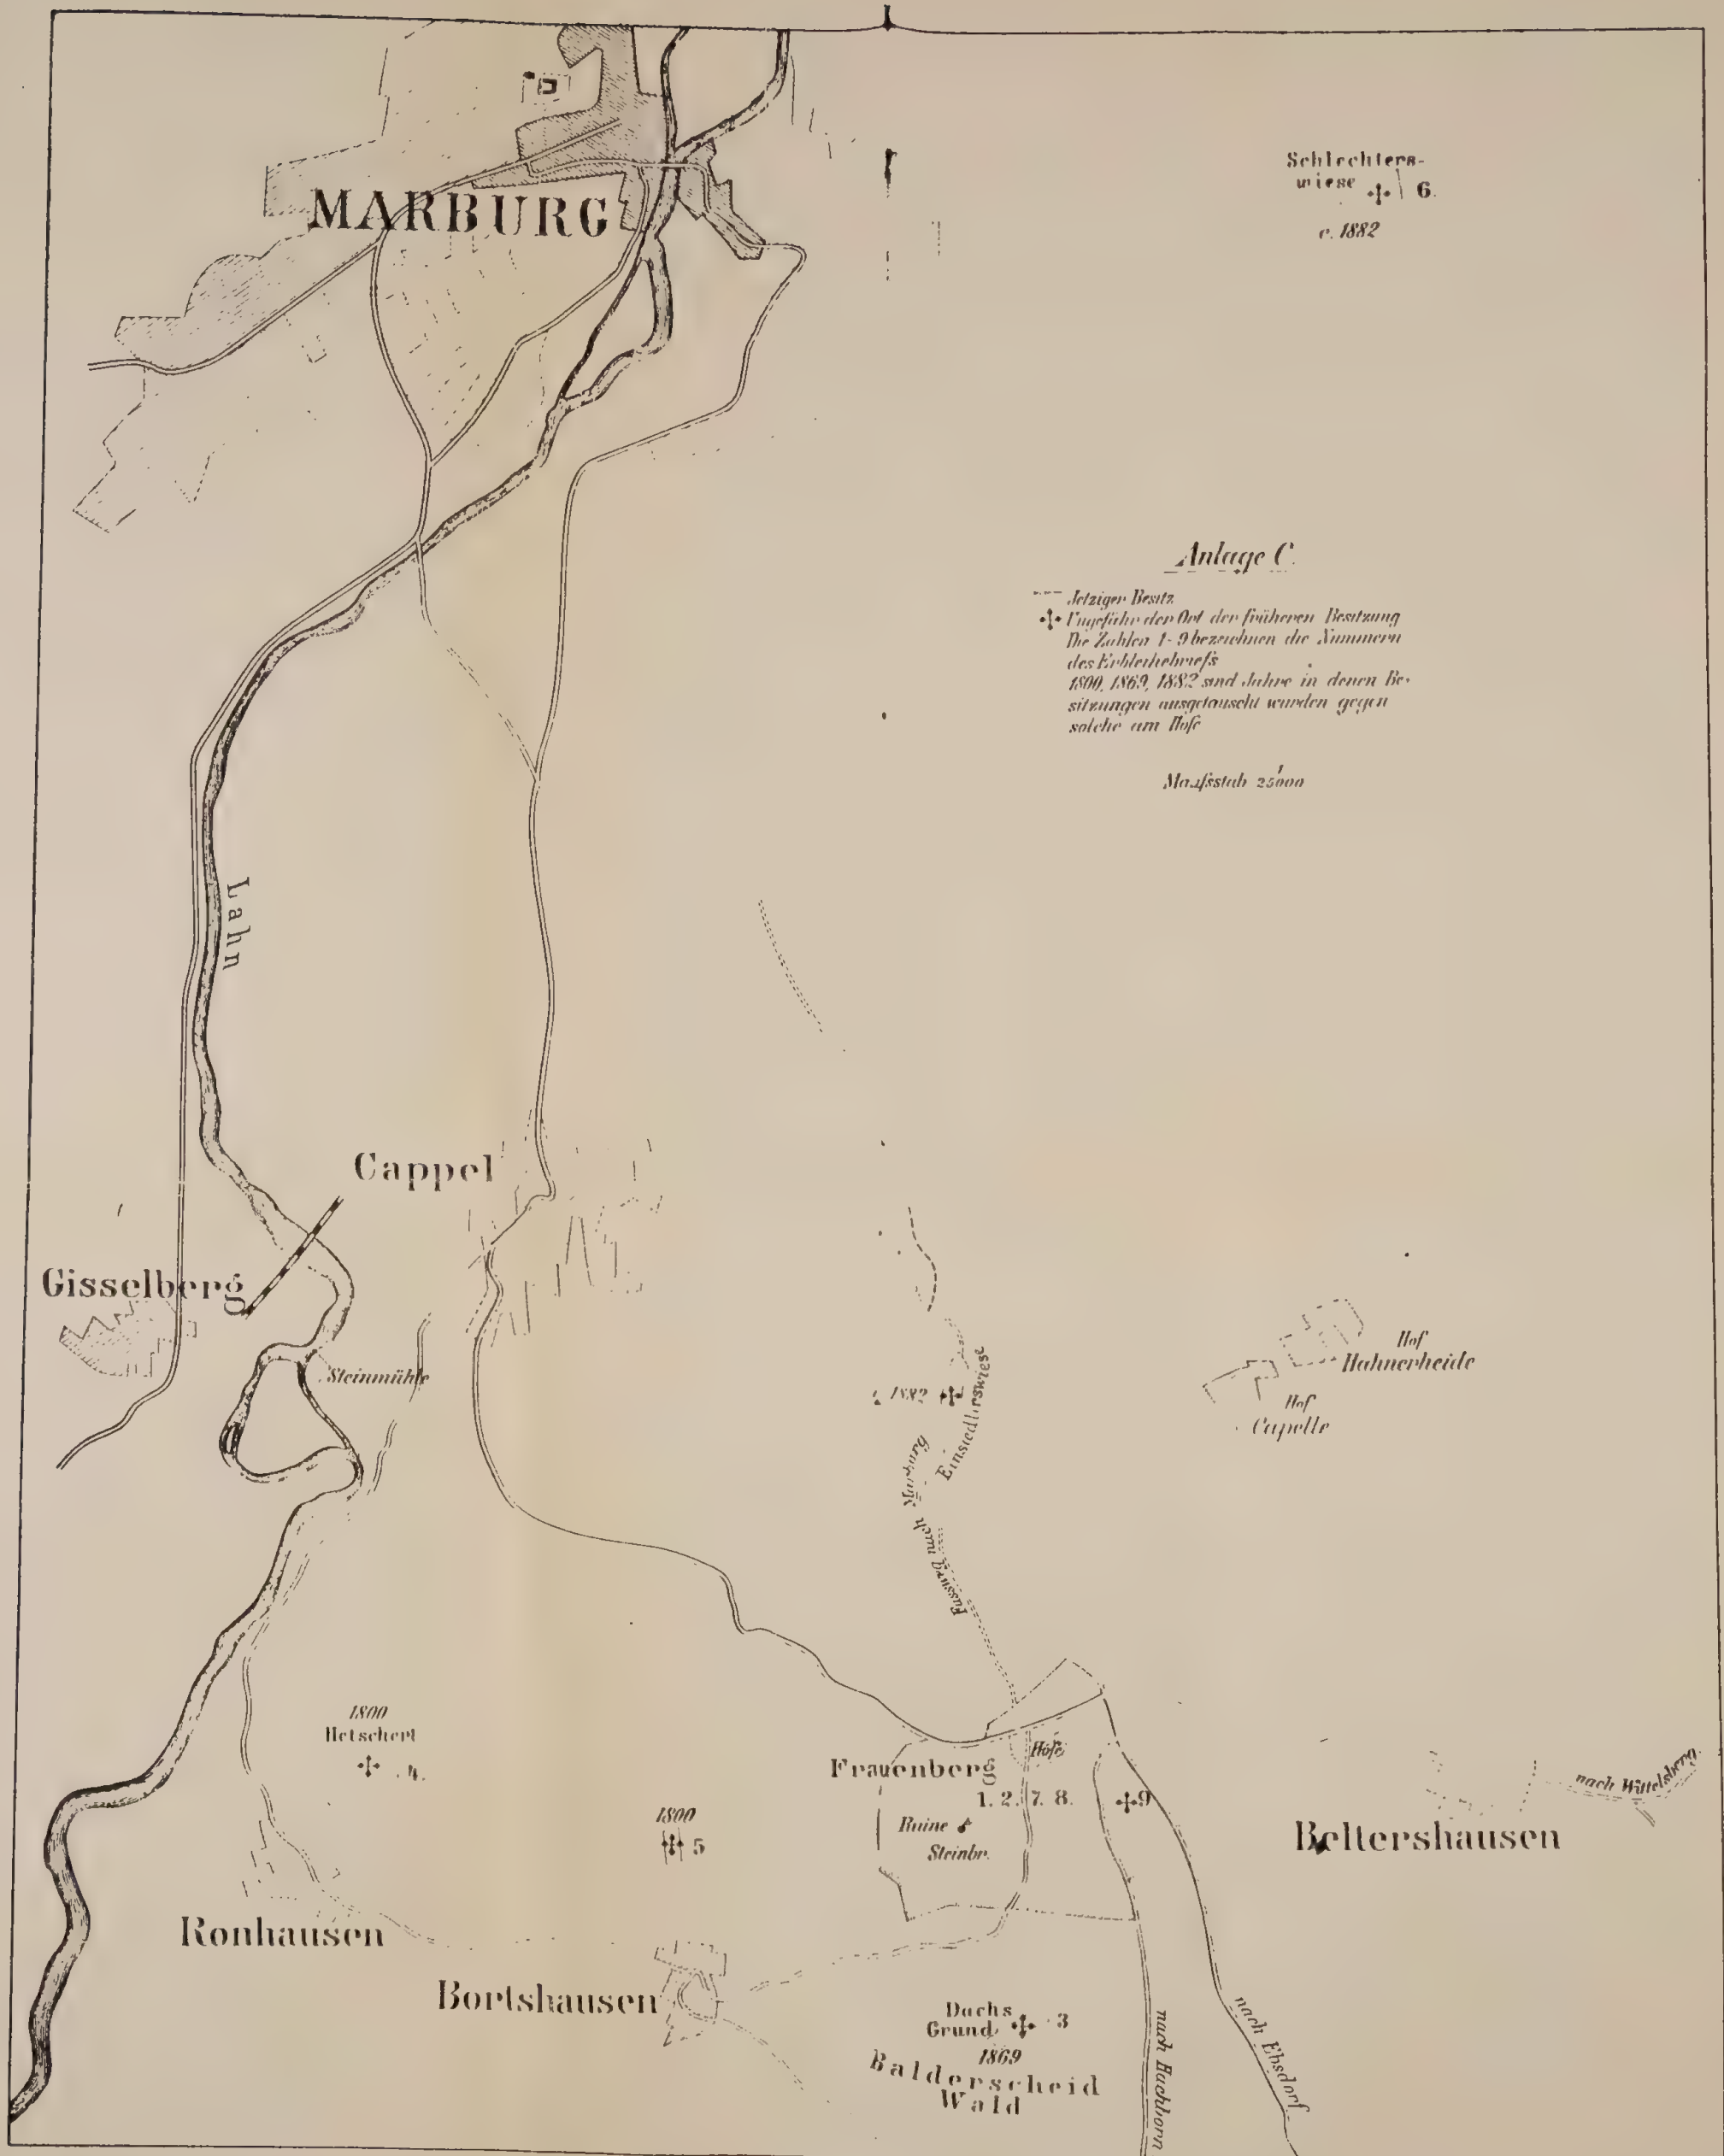 Schlechters-
wiese 6.
c. 1882
MARBURG
Anlage C.
Jetziger Besitz
Ungefähr der Ort der früheren Besitzung
Die Zahlen 1-9 bezeichnen die Nummern
des Erbleihebriefs
1800, 1869, 1882 sind Jahre in denen Be-
sitzungen ausgetauscht wurden gegen
solche am Hofe
Maßstab 1/25000
Lahn
Cappel
Gisselberg
Steinmühle
Hof
Hahnerheide
Hof
Capelle
1882
Einsiedlerswiese
Fussweg nach Marburg
1800
Hetschert
4.
Frauenberg
Höfe
1. 2. 7. 8.
9
Ruine
Steinbr.
1800
5
nach Wittelsberg
Beltershausen
Ronhausen
Bortshausen
Dachs
Grund 3
1869
Balderscheid
Wald
nach Hachborn
nach Ebsdorf